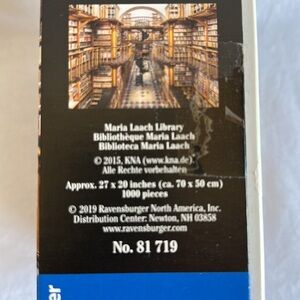 Maria Laach Library
Bibliothèque Maria Laach
Biblioteca Maria Laach
© 2015, KNA (www.kna.de).
Alle Rechte vorbehalten
Approx. 27 x 20 inches (ca. 70 x 50 cm)
1000 pieces
© 2019 Ravensburger North America, Inc.
Distribution Center: Newton, NH 03858
www.ravensburger.com
No. 81 719
er